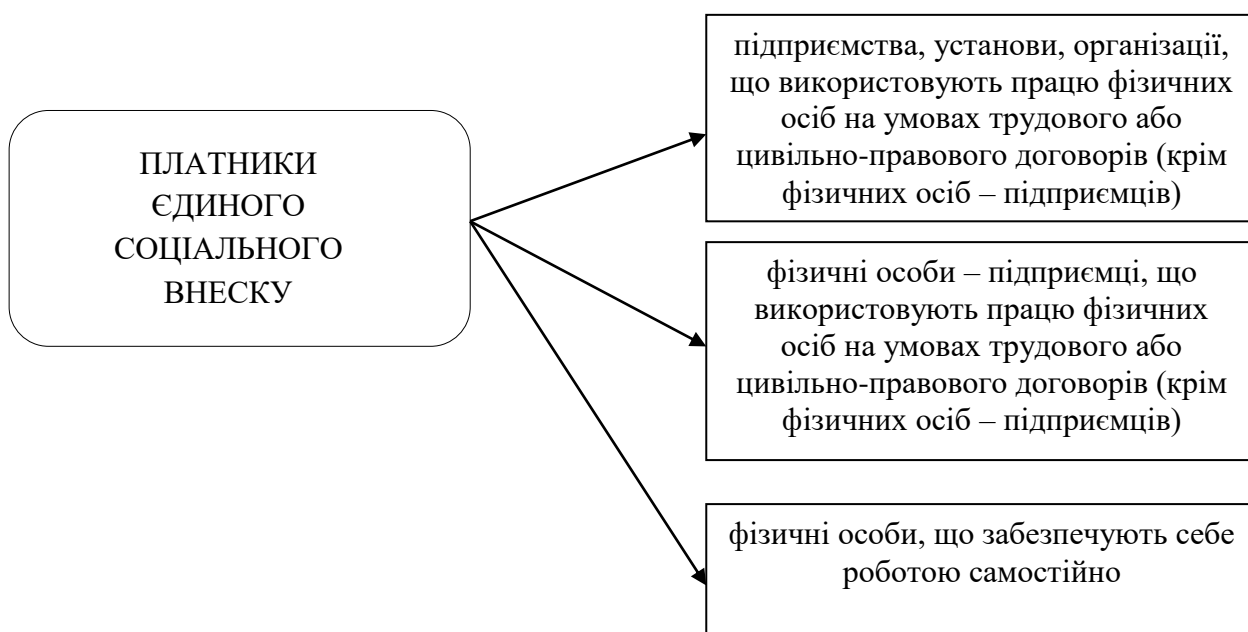 ПЛАТНИКИ
ЄДИНОГО
СОЦІАЛЬНОГО
ВНЕСКУ
підприємства, установи, організації,
що використовують працю фізичних
осіб на умовах трудового або
цивільно-правового договорів (крім
фізичних осіб – підприємців)
фізичні особи – підприємці, що
використовують працю фізичних
осіб на умовах трудового або
цивільно-правового договорів (крім
фізичних осіб – підприємців)
фізичні особи, що забезпечують себе
роботою самостійно